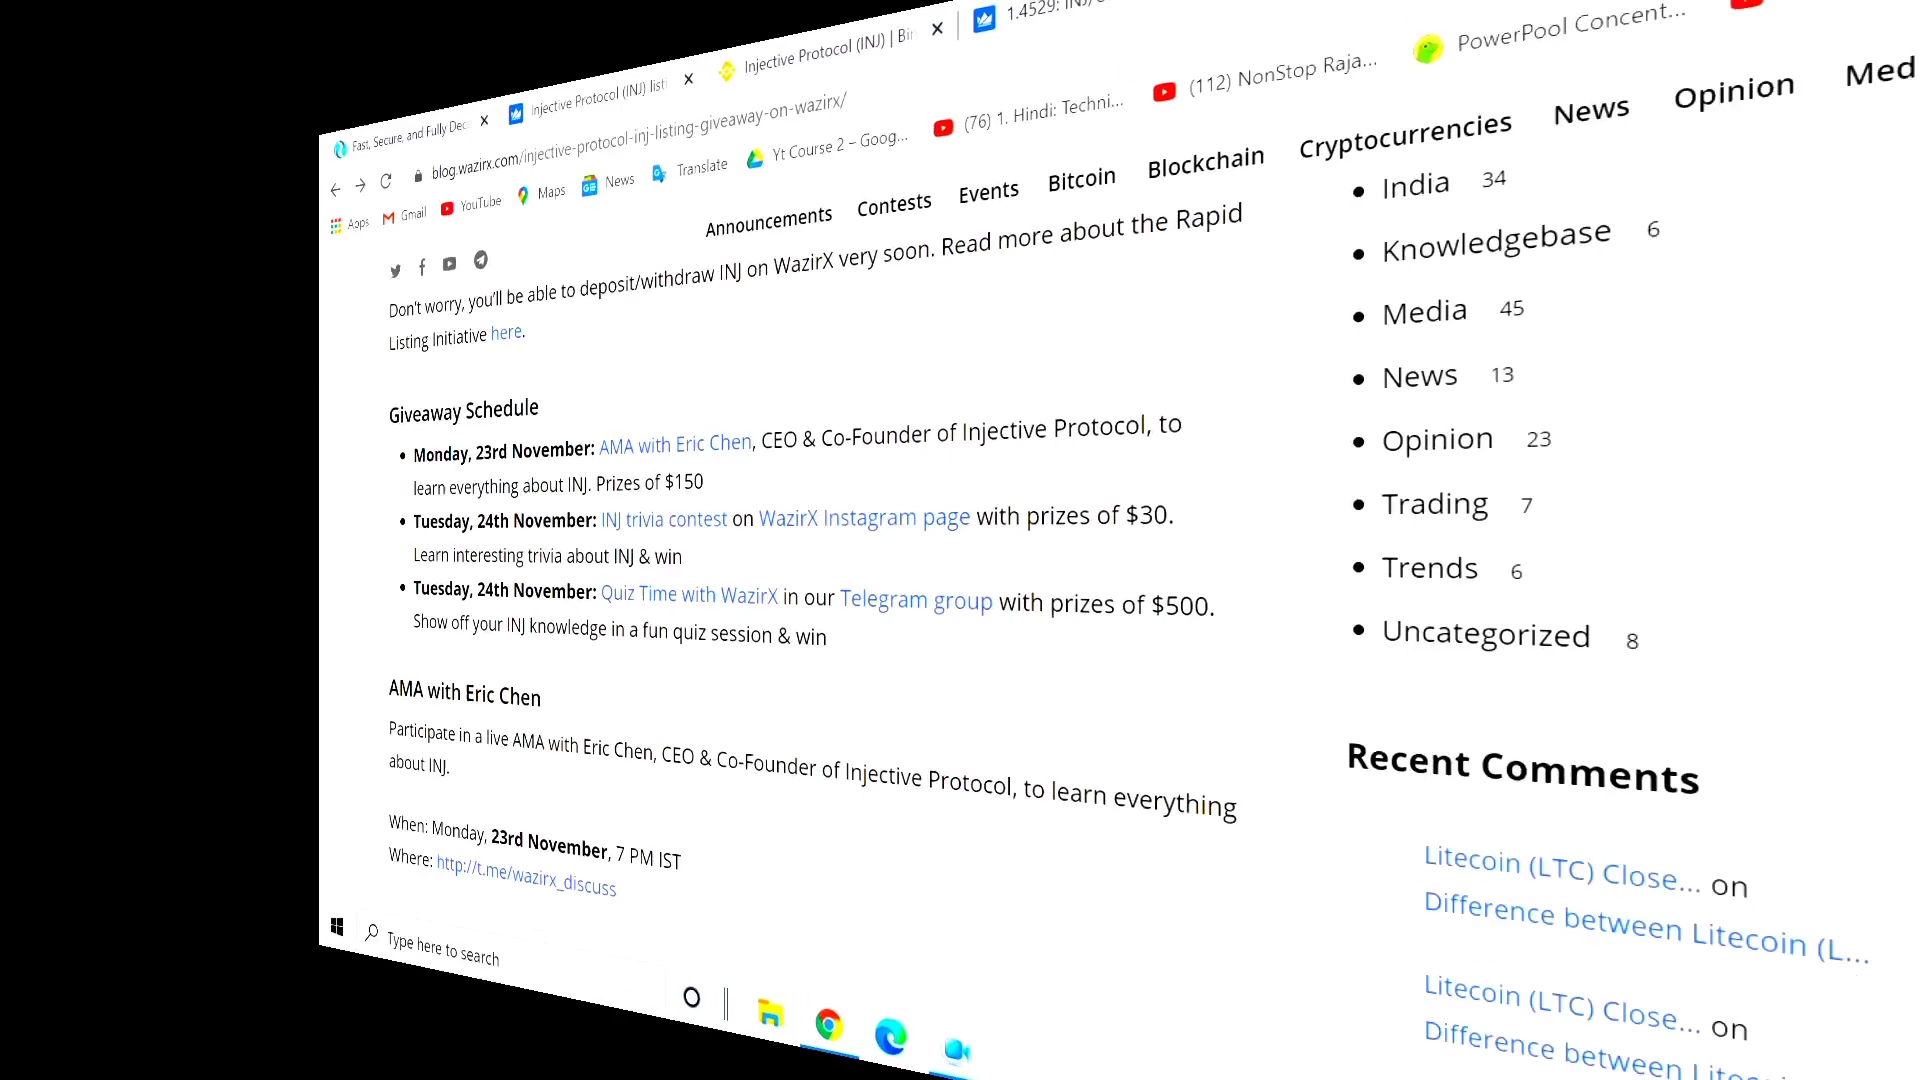 Fast, Secure, and Fully Dece
Injective Protocol (INJ) list
Injective Protocol (INJ) | Bi
1.4529: INJ/
blog.wazirx.com/injective-protocol-inj-listing-giveaway-on-wazirx/
Apps Gmail YouTube Maps News Translate Yt Course 2 – Goog... (76) 1. Hindi: Techni... (112) NonStop Raja... PowerPool Concent...
Announcements Contests Events Bitcoin Blockchain Cryptocurrencies News Opinion Med
Don't worry, you'll be able to deposit/withdraw INJ on WazirX very soon. Read more about the Rapid
Listing Initiative here.
Giveaway Schedule
• Monday, 23rd November: AMA with Eric Chen, CEO & Co-Founder of Injective Protocol, to
learn everything about INJ. Prizes of $150
• Tuesday, 24th November: INJ trivia contest on WazirX Instagram page with prizes of $30.
Learn interesting trivia about INJ & win
• Tuesday, 24th November: Quiz Time with WazirX in our Telegram group with prizes of $500.
Show off your INJ knowledge in a fun quiz session & win
AMA with Eric Chen
Participate in a live AMA with Eric Chen, CEO & Co-Founder of Injective Protocol, to learn everything
about INJ.
When: Monday, 23rd November, 7 PM IST
Where: http://t.me/wazirx_discuss
• India 34
• Knowledgebase 6
• Media 45
• News 13
• Opinion 23
• Trading 7
• Trends 6
• Uncategorized 8
Recent Comments
Litecoin (LTC) Close... on
Difference between Litecoin (L...
Litecoin (LTC) Close... on
Difference between Lite
Type here to search